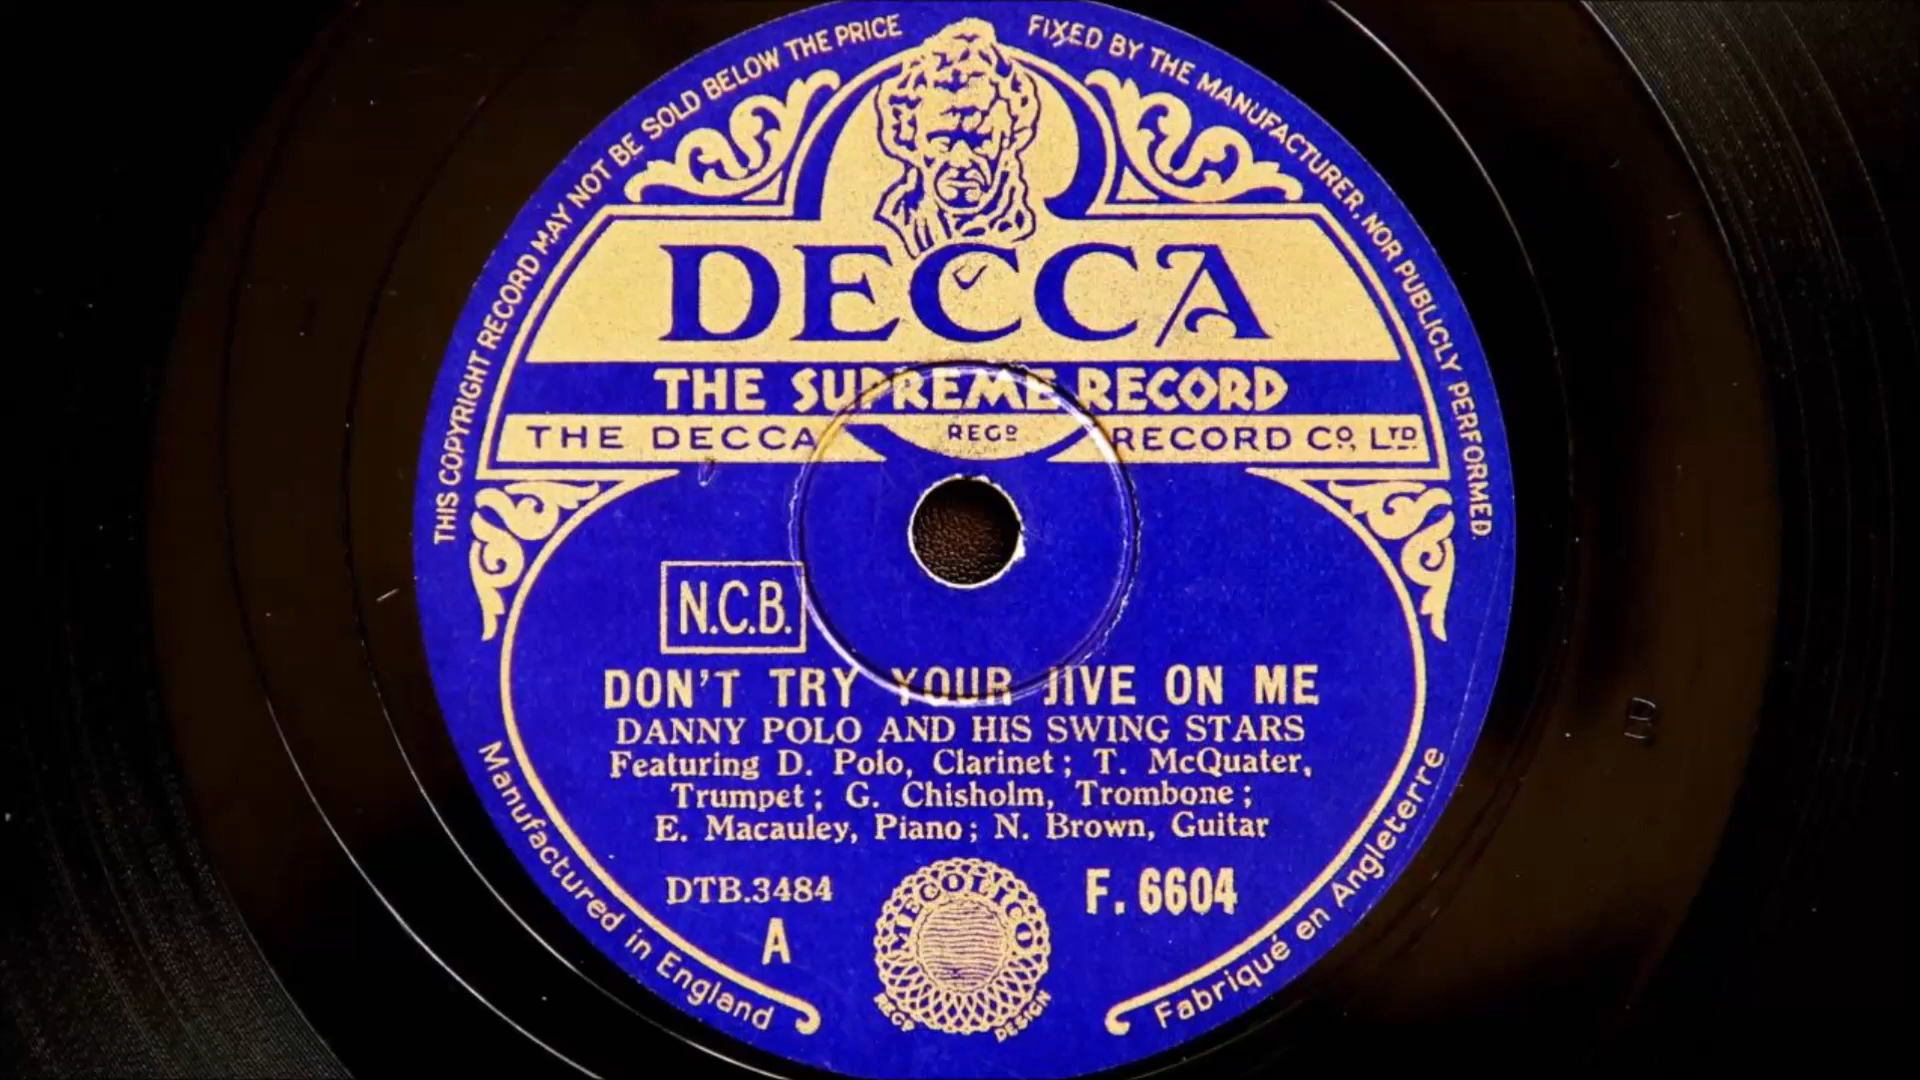 THIS COPYRIGHT RECORD MAY NOT BE SOLD BELOW THE PRICE FIXED BY THE MANUFACTURER, NOR PUBLICLY PERFORMED.
DECCA
THE SUPREME RECORD
THE DECCA REGD RECORD CO., LTD.
N.C.B.
DON'T TRY YOUR JIVE ON ME
DANNY POLO AND HIS SWING STARS
Featuring D. Polo, Clarinet; T. McQuater,
Trumpet; G. Chisholm, Trombone;
E. Macauley, Piano; N. Brown, Guitar
DTB.3484
F. 6604
A
MECOLICO
REGD DESIGN
Manufactured in England
Fabriqué en Angleterre